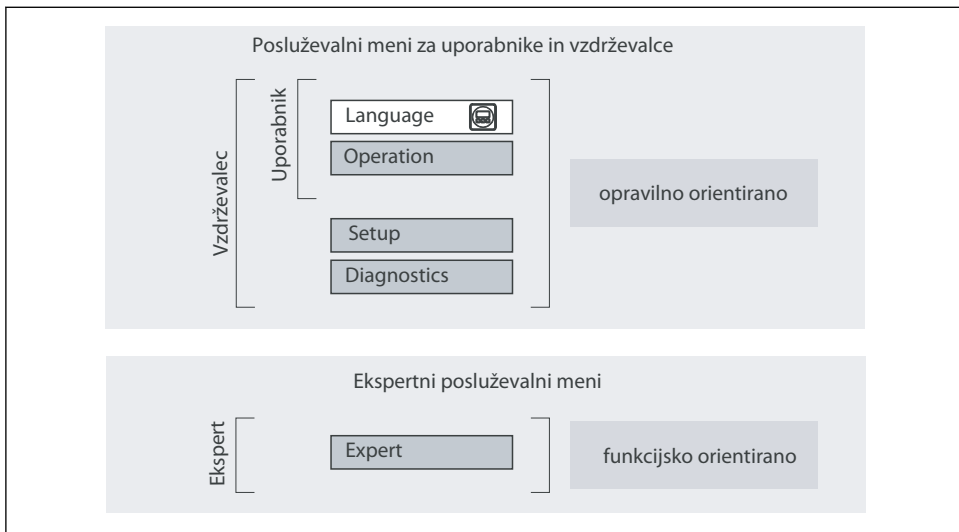 Posluževalni meni za uporabnike in vzdrževalce
Vzdrževalec
Uporabnik
Language
Operation
Setup
Diagnostics
opravilno orientirano
Ekspertni posluževalni meni
Ekspert
Expert
funkcijsko orientirano